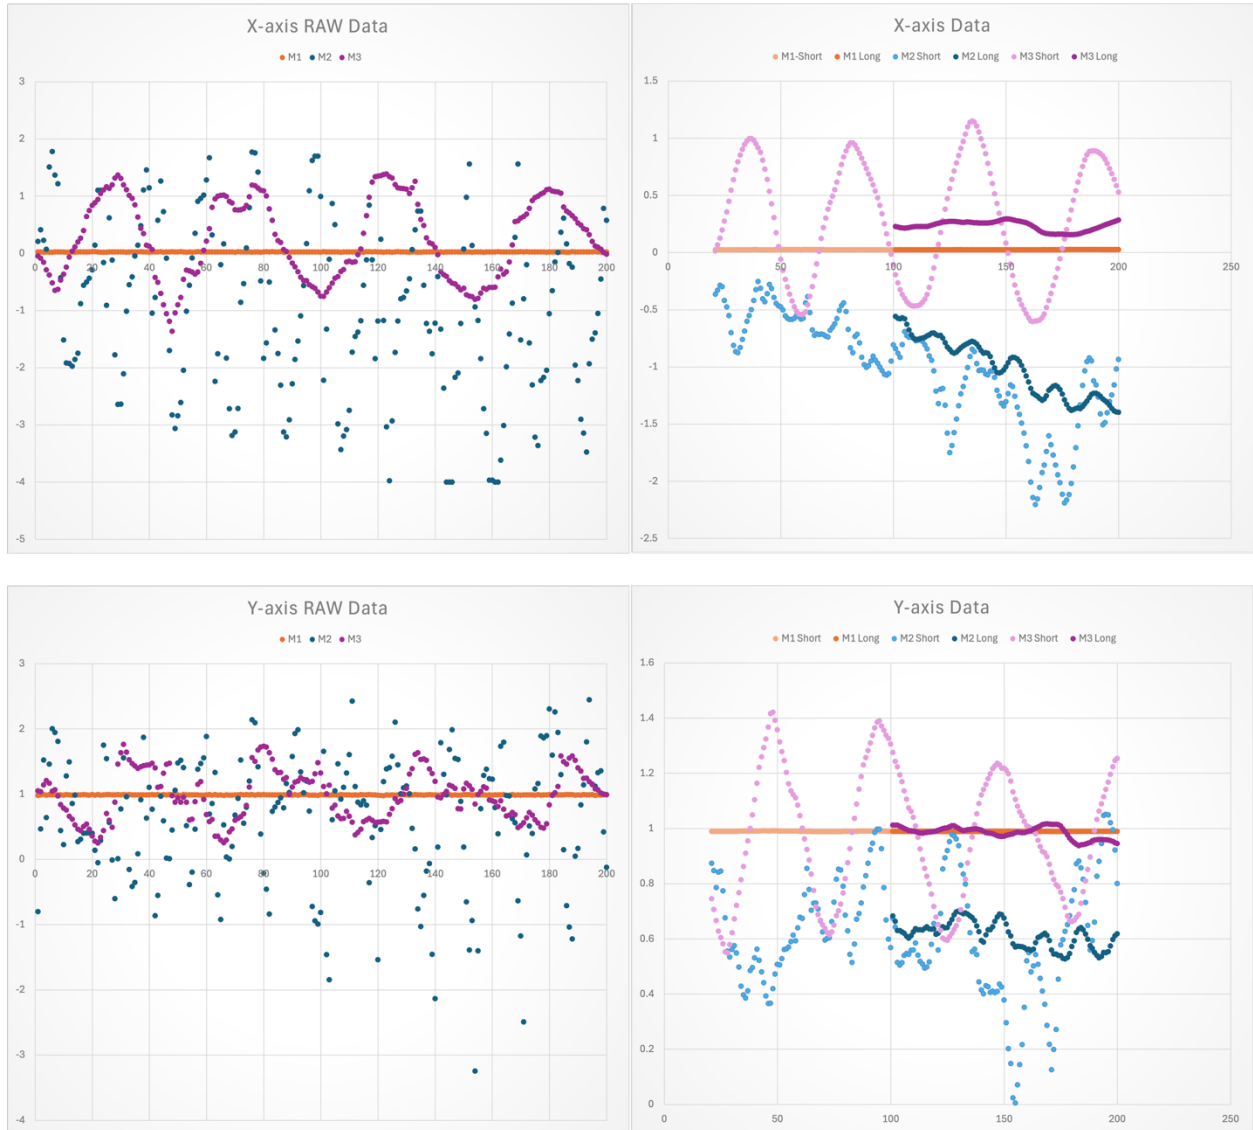 X-axis RAW Data
M1 M2 M3
3
2
1
0
0 20 40 60 80 100 120 140 160 180 200
-1
-2
-3
-4
-5
X-axis Data
M1-Short M1 Long M2 Short M2 Long M3 Short M3 Long
1.5
1
0.5
0
0 50 100 150 200 250
-0.5
-1
-1.5
-2
-2.5
Y-axis RAW Data
M1 M2 M3
3
2
1
0
0 20 40 60 80 100 120 140 160 180 200
-1
-2
-3
-4
Y-axis Data
M1 Short M1 Long M2 Short M2 Long M3 Short M3 Long
1.6
1.4
1.2
1
0.8
0.6
0.4
0.2
0
0 50 100 150 200 250